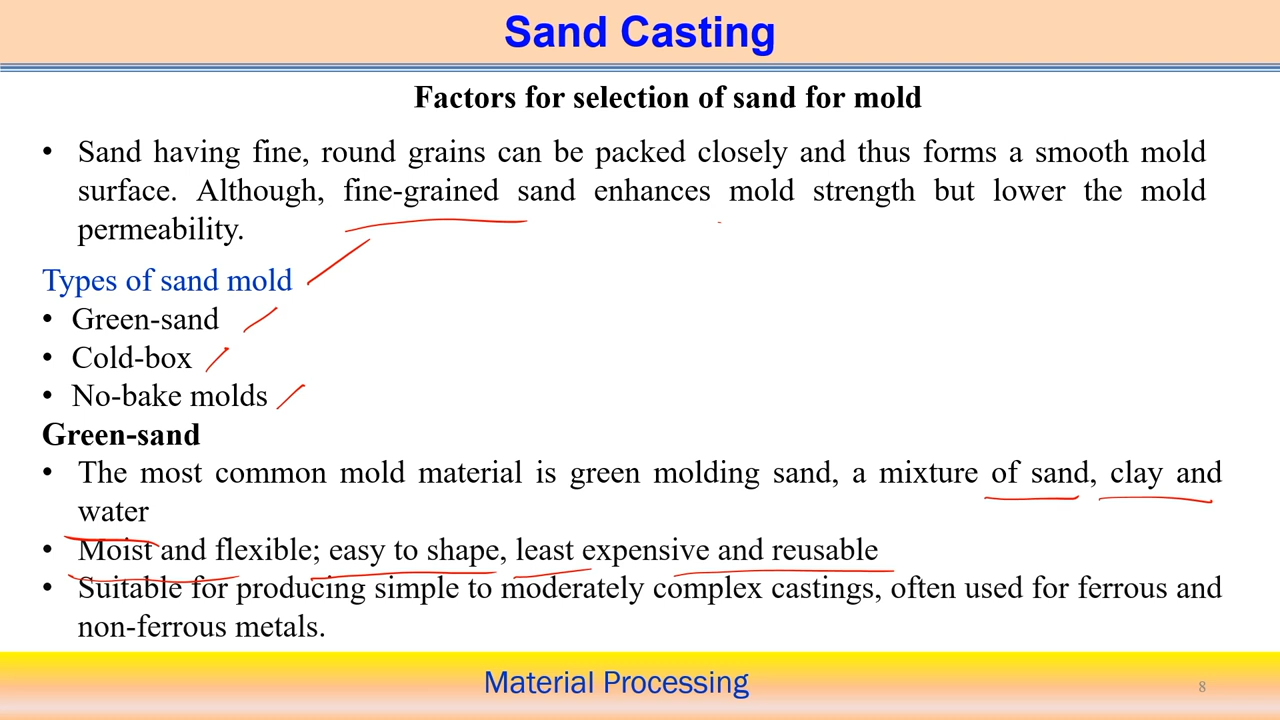 Sand Casting
Factors for selection of sand for mold
• Sand having fine, round grains can be packed closely and thus forms a smooth mold
surface. Although, fine-grained sand enhances mold strength but lower the mold
permeability.
Types of sand mold
• Green-sand
• Cold-box
• No-bake molds
Green-sand
• The most common mold material is green molding sand, a mixture of sand, clay and
water
• Moist and flexible; easy to shape, least expensive and reusable
• Suitable for producing simple to moderately complex castings, often used for ferrous and
non-ferrous metals.
Material Processing
8